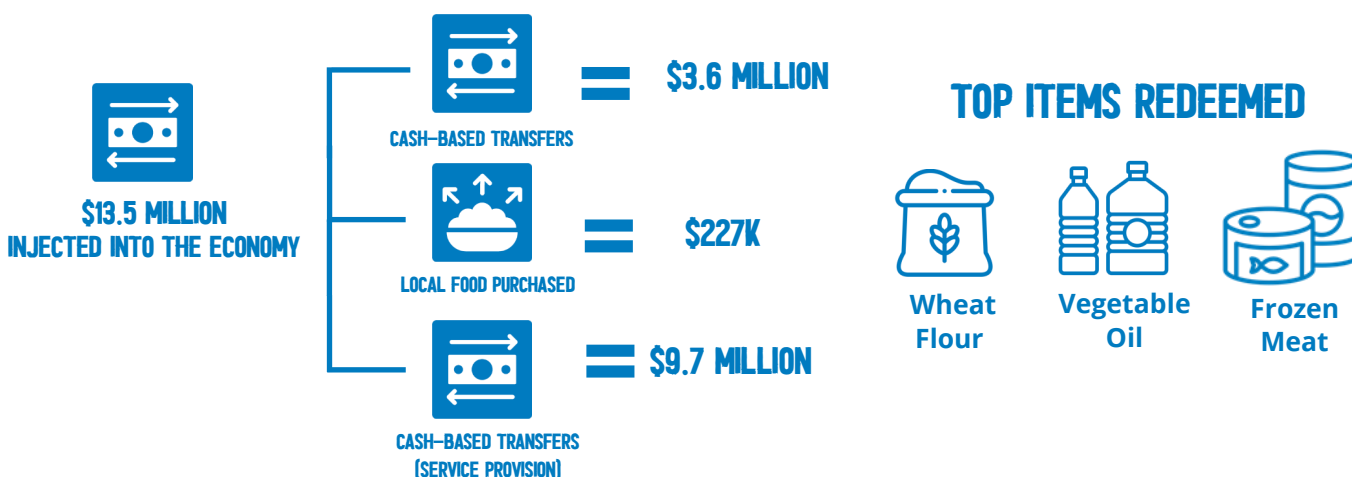 $13.5 MILLION
INJECTED INTO THE ECONOMY
CASH-BASED TRANSFERS
= $3.6 MILLION
LOCAL FOOD PURCHASED
= $227K
CASH-BASED TRANSFERS
(SERVICE PROVISION)
= $9.7 MILLION
TOP ITEMS REDEEMED
Wheat
Flour
Vegetable
Oil
Frozen
Meat